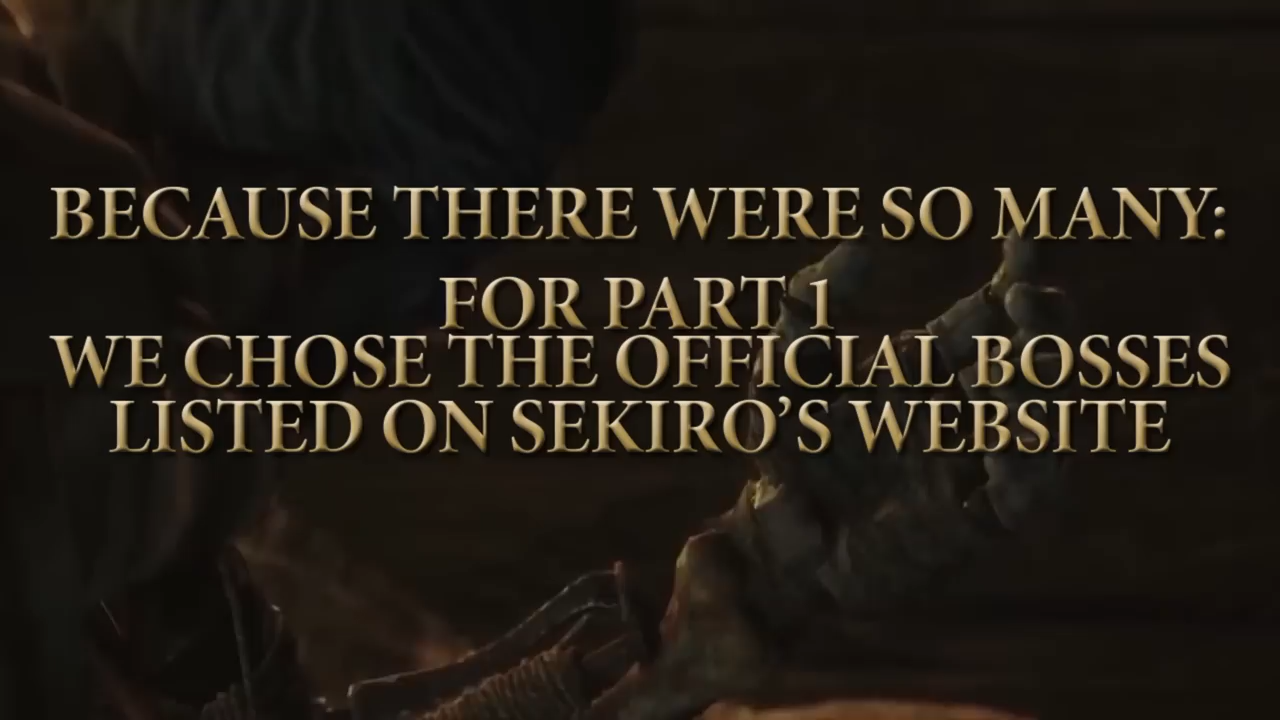 BECAUSE THERE WERE SO MANY:
FOR PART 1
WE CHOSE THE OFFICIAL BOSSES
LISTED ON SEKIRO’S WEBSITE